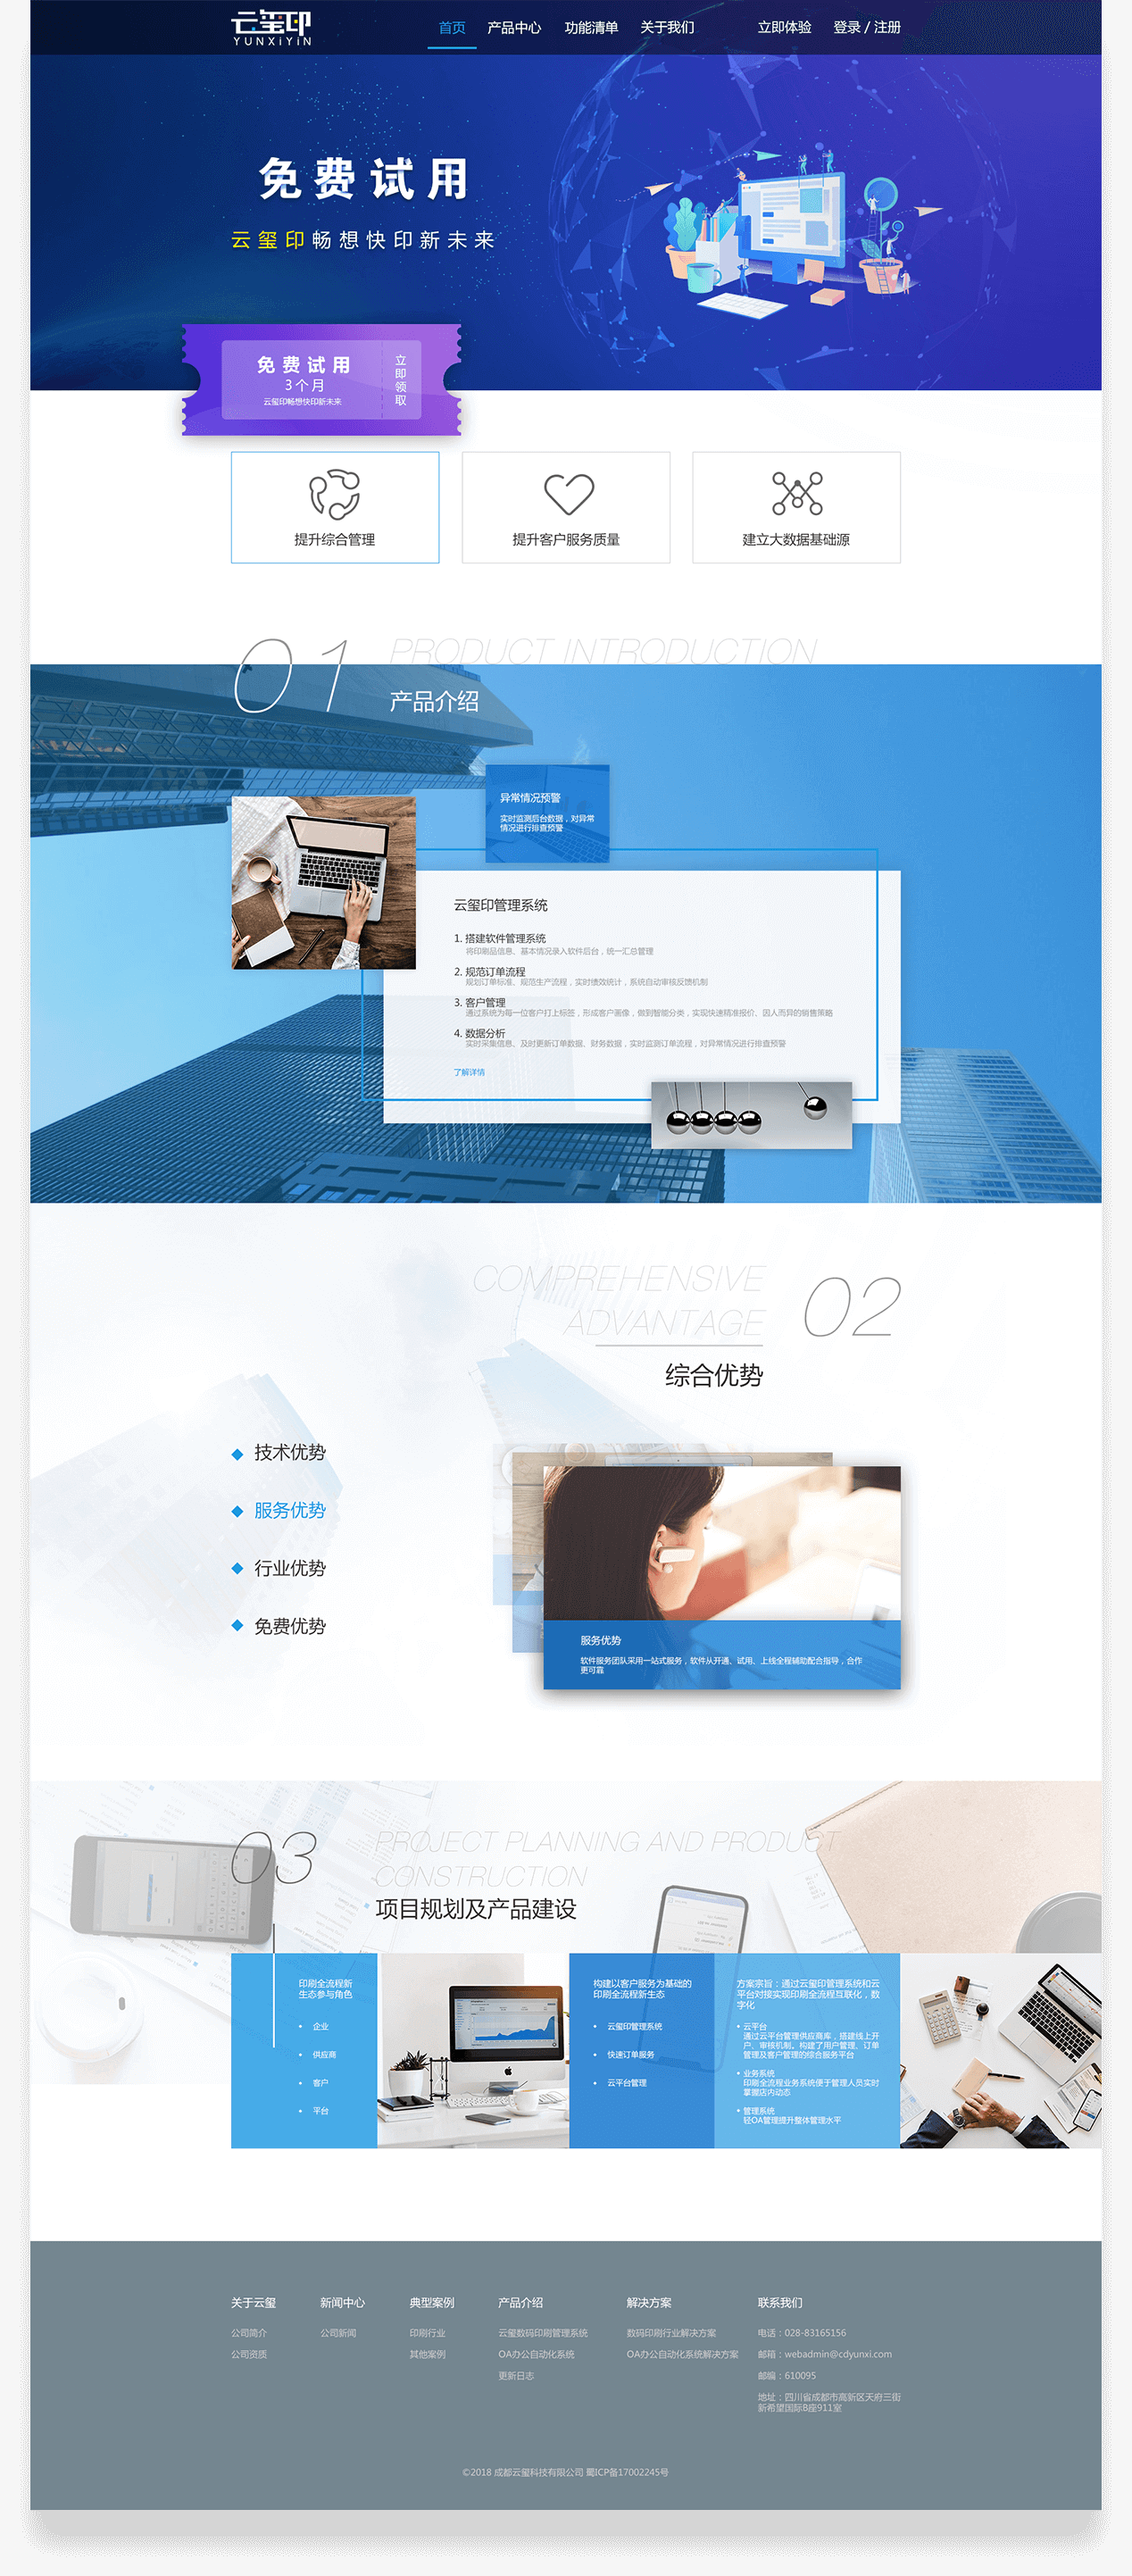 云玺印
YUNXIYIN
首页 产品中心 功能清单 关于我们 立即体验 登录 / 注册
免费试用
云玺印畅想快印新未来
免费试用
3个月
云玺印畅想快印新未来
立即领取
提升综合管理
提升客户服务质量
建立大数据基础源
01
PRODUCT INTRODUCTION
产品介绍
异常情况预警
实时监测后台数据，对异常
情况进行排查预警
云玺印管理系统
1. 搭建软件管理系统
将印刷品信息、基本情况录入软件后台，统一汇总管理
2. 规范订单流程
规划订单标准、规范生产流程，实时绩效统计，系统自动审核反馈机制
3. 客户管理
通过系统为每一位客户打上标签，形成客户画像，做到智能分类，实现快速精准报价、因人而异的销售策略
4. 数据分析
实时采集信息、及时更新订单数据、财务数据，实时监测订单流程，对异常情况进行排查预警
了解详情
COMPREHENSIVE
ADVANTAGE
02
综合优势
技术优势
服务优势
行业优势
免费优势
服务优势
软件服务团队采用一站式服务，软件从开通、试用、上线全程辅助配合指导，合作
更可靠
03
PROJECT PLANNING AND PRODUCT
CONSTRUCTION
项目规划及产品建设
印刷全流程新
生态参与角色
• 企业
• 供应商
• 客户
• 平台
构建以客户服务为基础的
印刷全流程新生态
• 云玺印管理系统
• 快速订单服务
• 云平台管理
方案宗旨：通过云玺印管理系统和云
平台对接实现印刷全流程互联化，数
字化
• 云平台
通过云平台管理供应商库，搭建线上开
户、审核机制。构建了用户管理、订单
管理及客户管理的综合服务平台
• 业务系统
印刷全流程业务系统便于管理人员实时
掌握店内动态
• 管理系统
轻OA管理提升整体管理水平
关于云玺
公司简介
公司资质
新闻中心
公司新闻
典型案例
印刷行业
其他案例
产品介绍
云玺数码印刷管理系统
OA办公自动化系统
更新日志
解决方案
数码印刷行业解决方案
OA办公自动化系统解决方案
联系我们
电话：028-83165156
邮箱：webadmin@cdyunxi.com
邮编：610095
地址：四川省成都市高新区天府三街
新希望国际B座911室
©2018 成都云玺科技有限公司 蜀ICP备17002245号